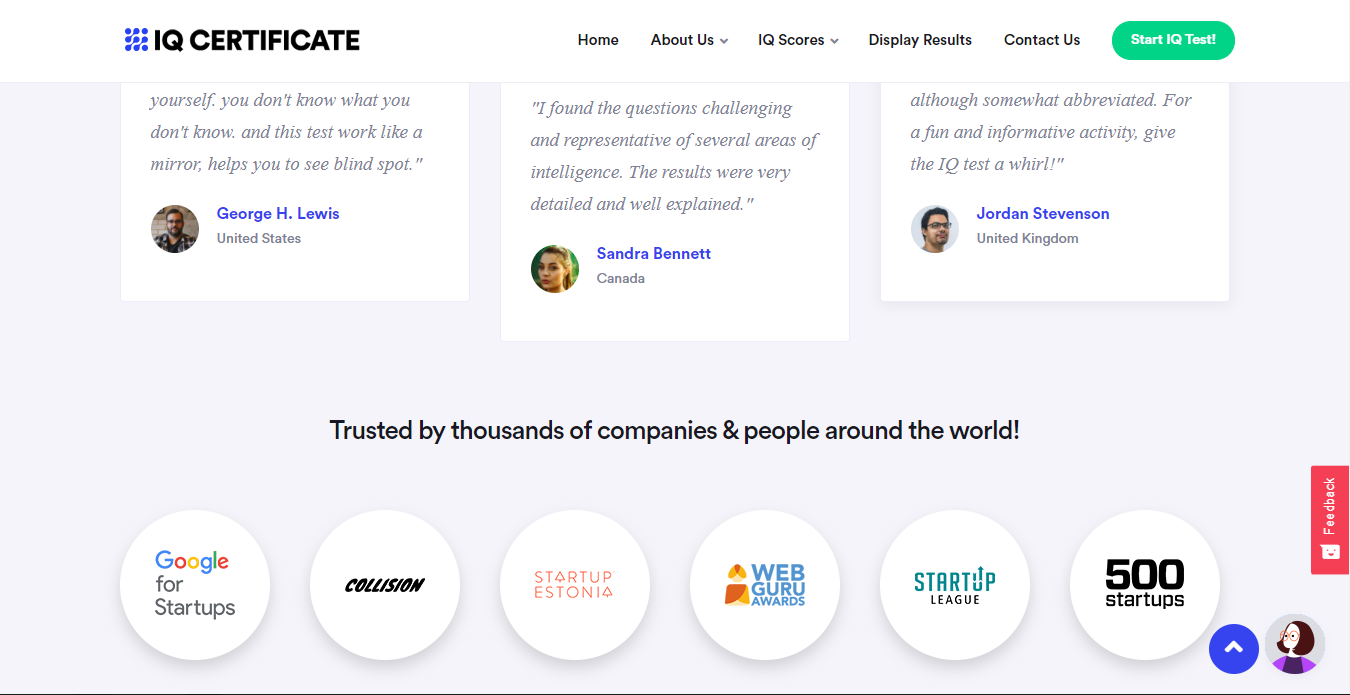 IQ CERTIFICATE
Home
About Us
IQ Scores
Display Results
Contact Us
Start IQ Test!
yourself. you don't know what you
don't know. and this test work like a
mirror, helps you to see blind spot."
George H. Lewis
United States
"I found the questions challenging
and representative of several areas of
intelligence. The results were very
detailed and well explained."
Sandra Bennett
Canada
although somewhat abbreviated. For
a fun and informative activity, give
the IQ test a whirl!"
Jordan Stevenson
United Kingdom
Trusted by thousands of companies & people around the world!
Google
for
Startups
COLLISION
STARTUP
ESTONIA
WEB
GURU
AWARDS
STARTUP
LEAGUE
500
startups
Feedback